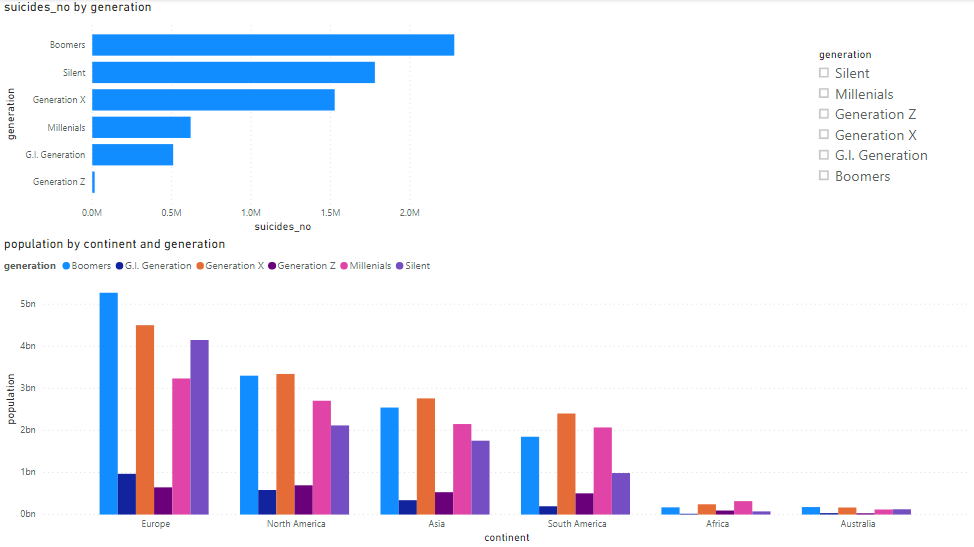 suicides_no by generation
generation
Boomers
Silent
Generation X
Millenials
G.I. Generation
Generation Z
0.0M 0.5M 1.0M 1.5M 2.0M
suicides_no
generation
Silent
Millenials
Generation Z
Generation X
G.I. Generation
Boomers
population by continent and generation
generation Boomers G.I. Generation Generation X Generation Z Millenials Silent
population
5bn
4bn
3bn
2bn
1bn
0bn
Europe North America Asia South America Africa Australia
continent